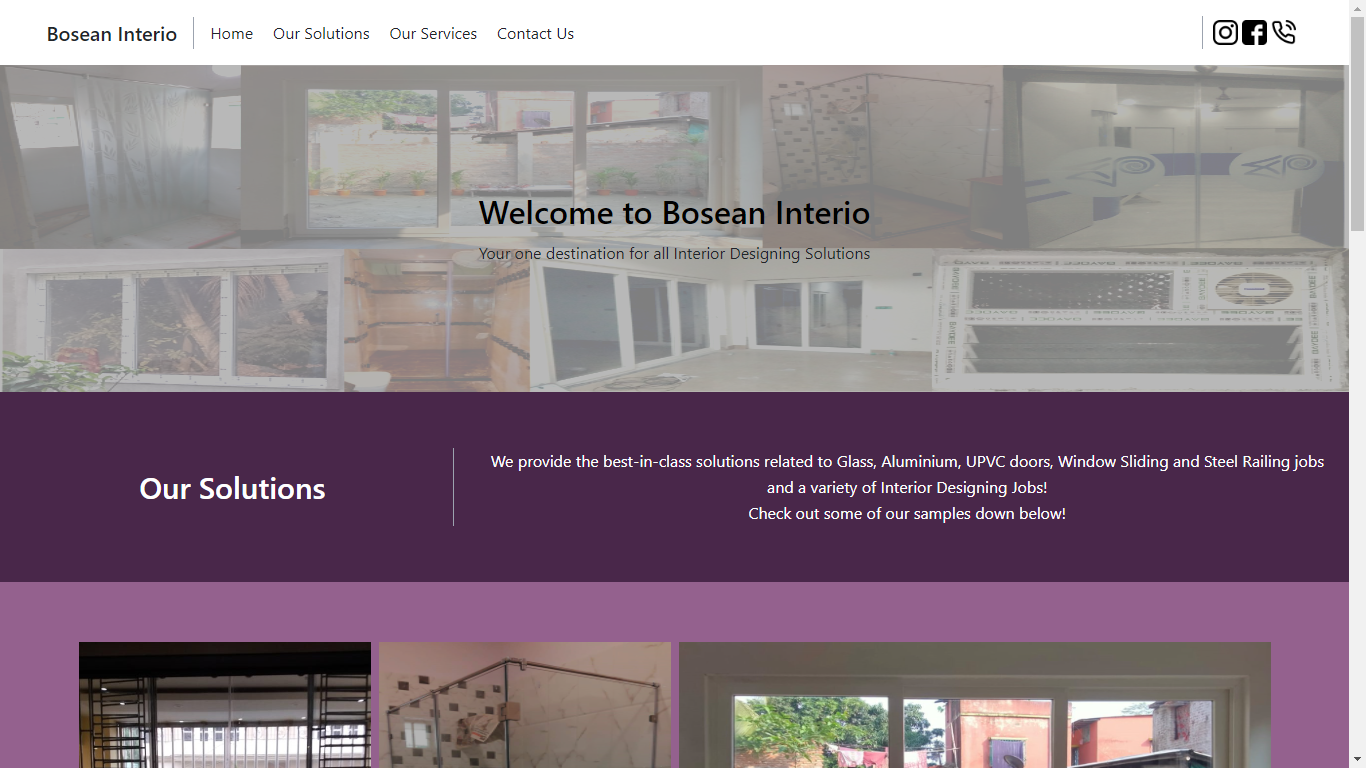 Bosean Interio
Home
Our Solutions
Our Services
Contact Us
Welcome to Bosean Interio
Your one destination for all Interior Designing Solutions
Our Solutions
We provide the best-in-class solutions related to Glass, Aluminium, UPVC doors, Window Sliding and Steel Railing jobs
and a variety of Interior Designing Jobs!
Check out some of our samples down below!